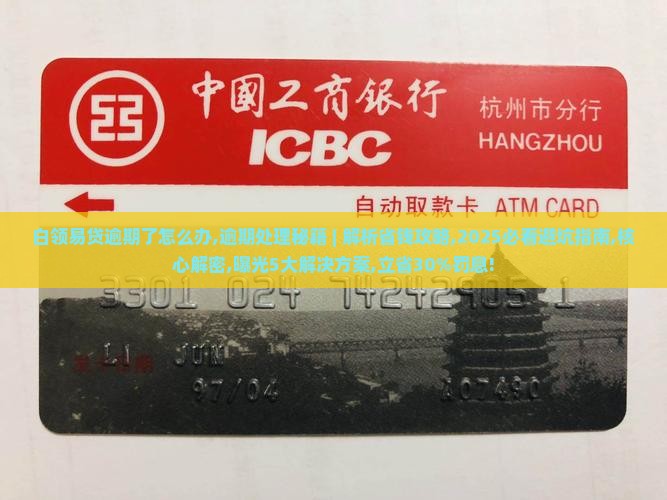 中國工商銀行
ICBC
杭州市分行
HANGZHOU
自动取款卡 ATM CARD
白领易贷逾期了怎么办,逾期处理秘籍 | 解析省钱攻略,2025必看避坑指南,核
心解密,曝光5大解决方案,立省30%罚息!
3301 024 74242905 1
LI JUN
97/04 A07490